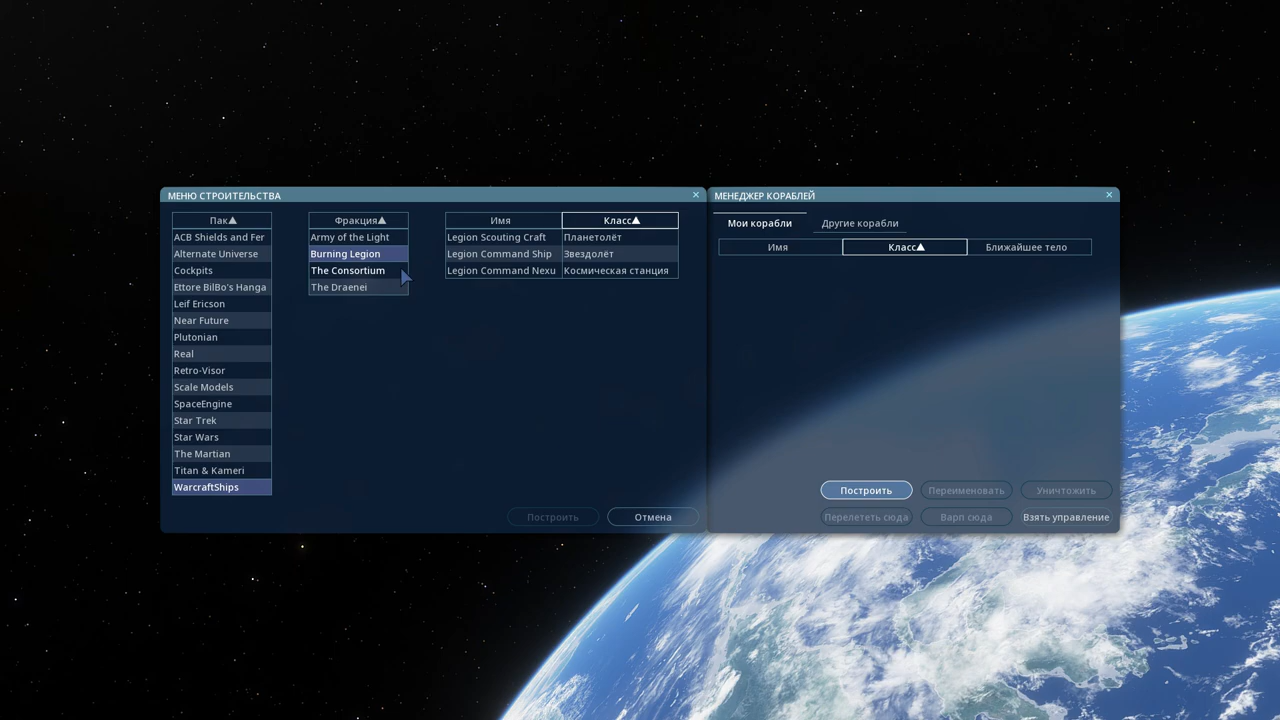 МЕНЮ СТРОИТЕЛЬСТВА
Пак▲
ACB Shields and Fer
Alternate Universe
Cockpits
Ettore BilBo's Hanga
Leif Ericson
Near Future
Plutonian
Real
Retro-Visor
Scale Models
SpaceEngine
Star Trek
Star Wars
The Martian
Titan & Kameri
WarcraftShips
Фракция▲
Army of the Light
Burning Legion
The Consortium
The Draenei
Имя Класс▲
Legion Scouting Craft Планетолёт
Legion Command Ship Звездолёт
Legion Command Nexu Космическая станция
Построить Отмена
МЕНЕДЖЕР КОРАБЛЕЙ
Мои корабли Другие корабли
Имя Класс▲ Ближайшее тело
Построить Переименовать Уничтожить
Перелететь сюда Варп сюда Взять управление